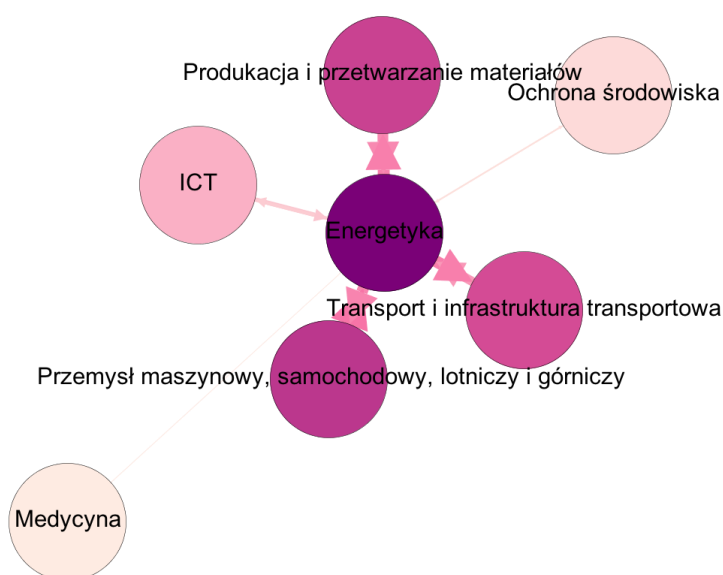 Produkacja i przetwarzanie materiałów
Ochrona środowiska
ICT
Energetyka
Transport i infrastruktura transportowa
Przemysł maszynowy, samochodowy, lotniczy i górniczy
Medycyna